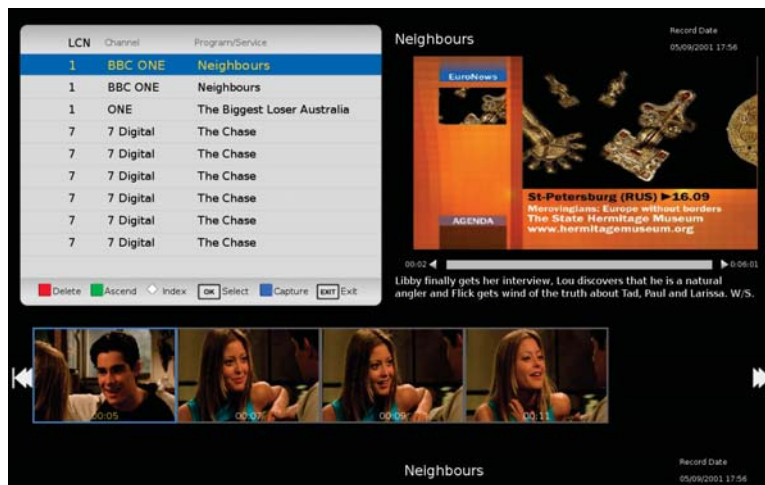 LCN Channel Program/Service
1 BBC ONE Neighbours
1 BBC ONE Neighbours
1 ONE The Biggest Loser Australia
7 7 Digital The Chase
7 7 Digital The Chase
7 7 Digital The Chase
7 7 Digital The Chase
7 7 Digital The Chase
7 7 Digital The Chase
Delete Ascend Index OK Select Capture EXIT Exit
Neighbours
Record Date
05/09/2001 17:56
EuroNews
St-Petersburg (RUS) ►16.09
Merovingians: Europe without borders
The State Hermitage Museum
www.hermitagemuseum.org
AGENDA
00:02 0:06:01
Libby finally gets her interview, Lou discovers that he is a natural
angler and Flick gets wind of the truth about Tad, Paul and Larissa. W/S.
00:05 00:07 00:09 00:11
Neighbours
Record Date
05/09/2001 17:56